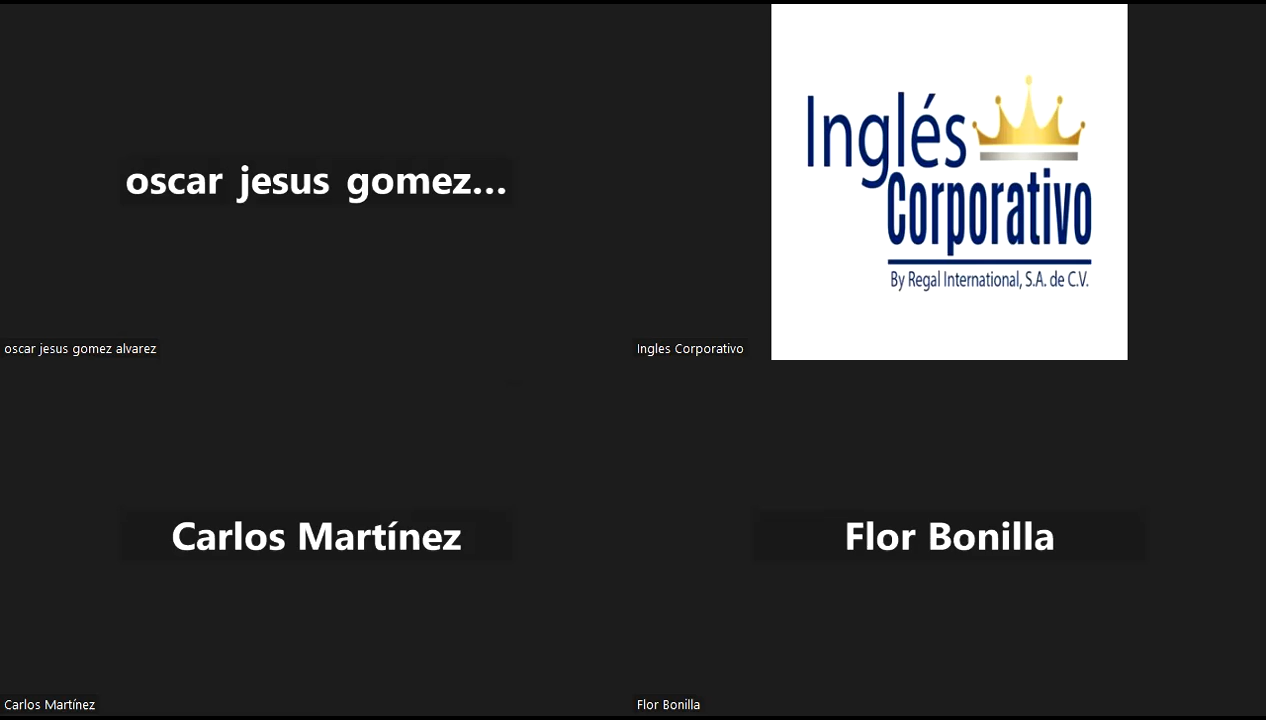 oscar jesus gomez...
oscar jesus gomez alvarez
Inglés
Corporativo
By Regal International, S.A. de C.V.
Ingles Corporativo
Carlos Martínez
Carlos Martínez
Flor Bonilla
Flor Bonilla